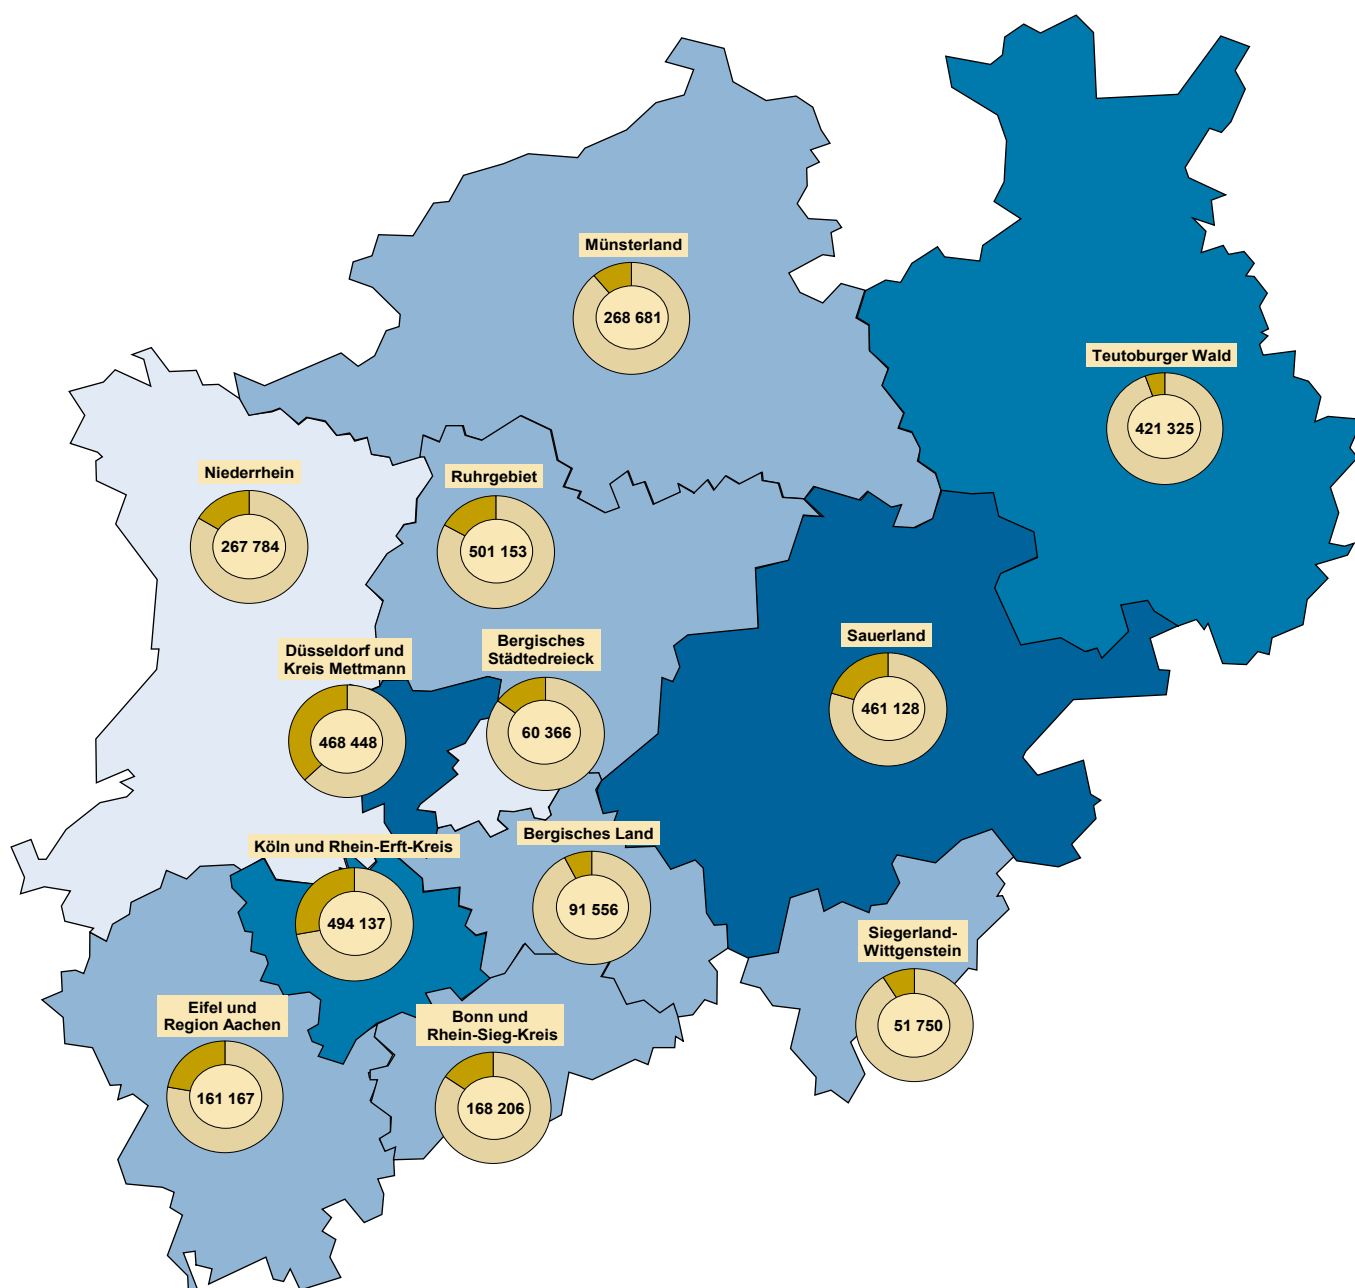 Münsterland
268 681
Teutoburger Wald
421 325
Niederrhein
267 784
Ruhrgebiet
501 153
Düsseldorf und
Kreis Mettmann
468 448
Bergisches
Städtedreieck
60 366
Sauerland
461 128
Köln und Rhein-Erft-Kreis
494 137
Bergisches Land
91 556
Siegerland-
Wittgenstein
51 750
Eifel und
Region Aachen
161 167
Bonn und
Rhein-Sieg-Kreis
168 206